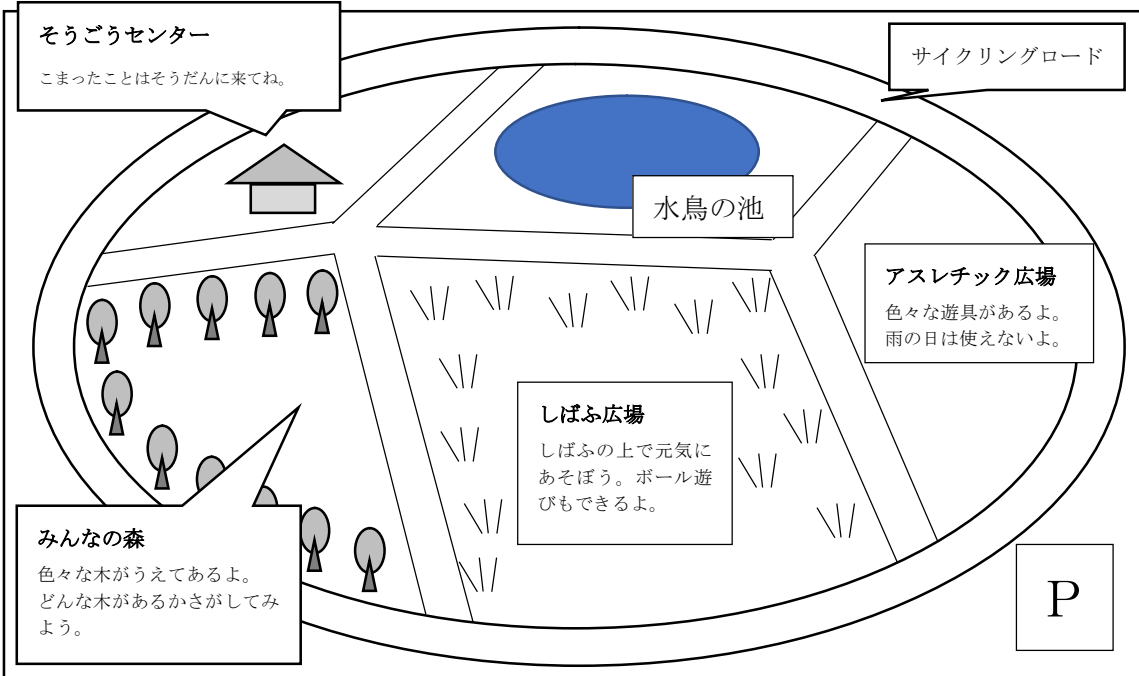 そうごうセンター
こまったことはそうだんに来てね。
サイクリングロード
水鳥の池
アスレチック広場
色々な遊具があるよ。
雨の日は使えないよ。
しばふ広場
しばふの上で元気に
あそぼう。ボール遊
びもできるよ。
みんなの森
色々な木がうえてあるよ。
どんな木があるかさがしてみ
よう。
P